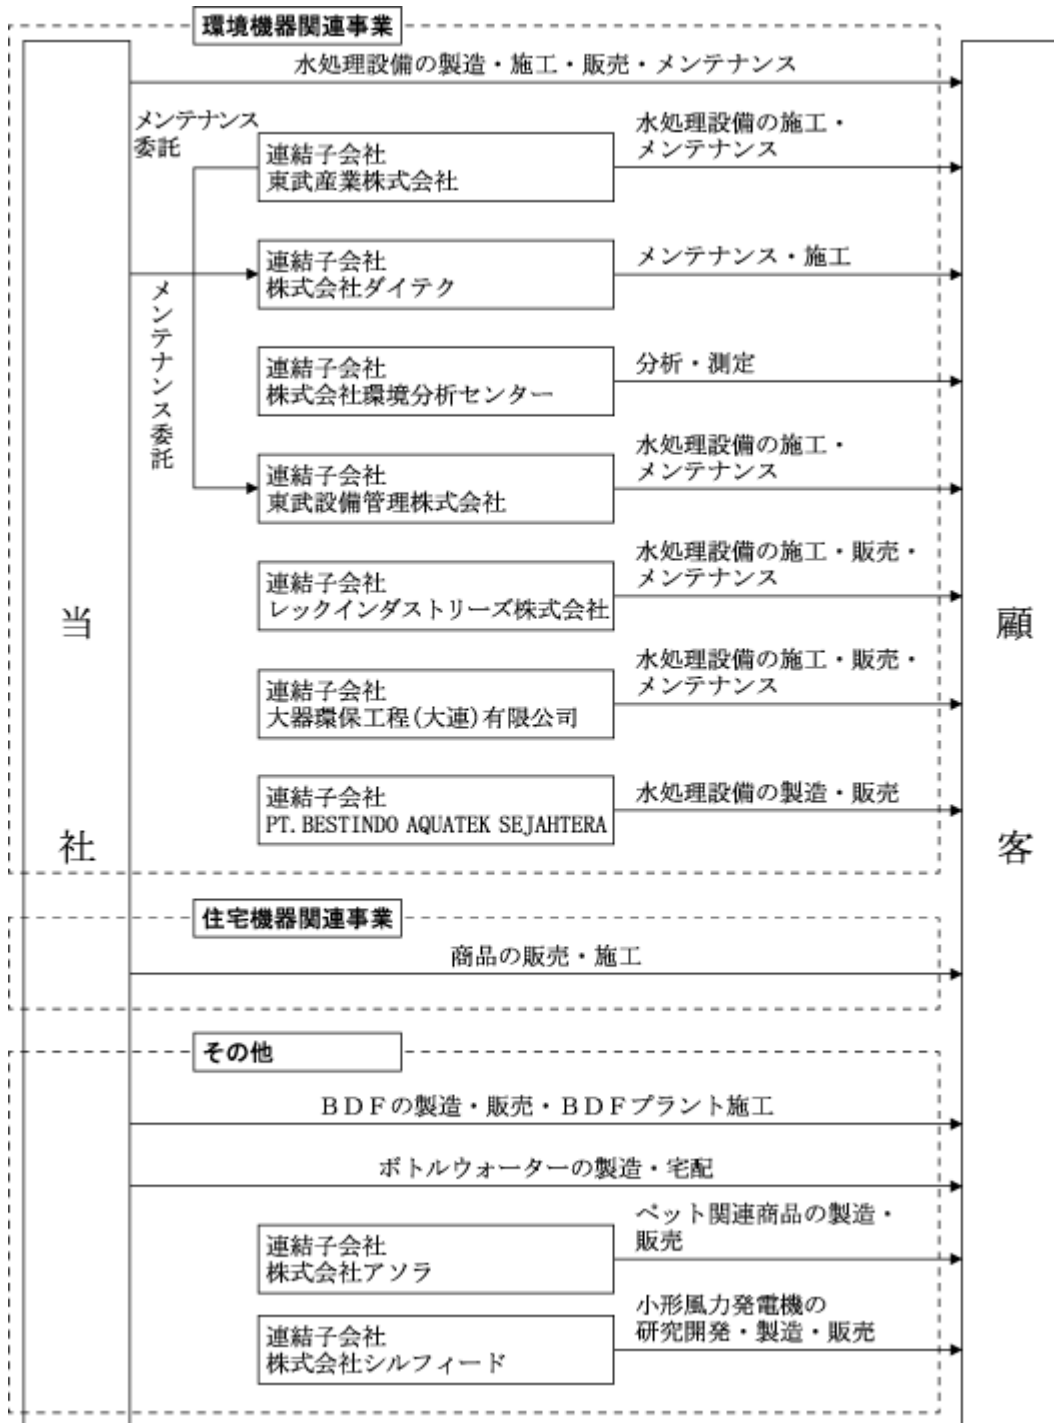 環境機器関連事業
水処理設備の製造・施工・販売・メンテナンス
メンテナンス
委託
連結子会社
東武産業株式会社
水処理設備の施工・
メンテナンス
連結子会社
株式会社ダイテク
メンテナンス・施工
メンテナンス委託
連結子会社
株式会社環境分析センター
分析・測定
連結子会社
東武設備管理株式会社
水処理設備の施工・
メンテナンス
連結子会社
レックインダストリーズ株式会社
水処理設備の施工・販売・
メンテナンス
連結子会社
大器環保工程(大連)有限公司
水処理設備の施工・販売・
メンテナンス
連結子会社
PT. BESTINDO AQUATEK SEJAHTERA
水処理設備の製造・販売
当社
顧客
住宅機器関連事業
商品の販売・施工
その他
ＢＤＦの製造・販売・ＢＤＦプラント施工
ボトルウォーターの製造・宅配
連結子会社
株式会社アソラ
ペット関連商品の製造・
販売
連結子会社
株式会社シルフィード
小形風力発電機の
研究開発・製造・販売